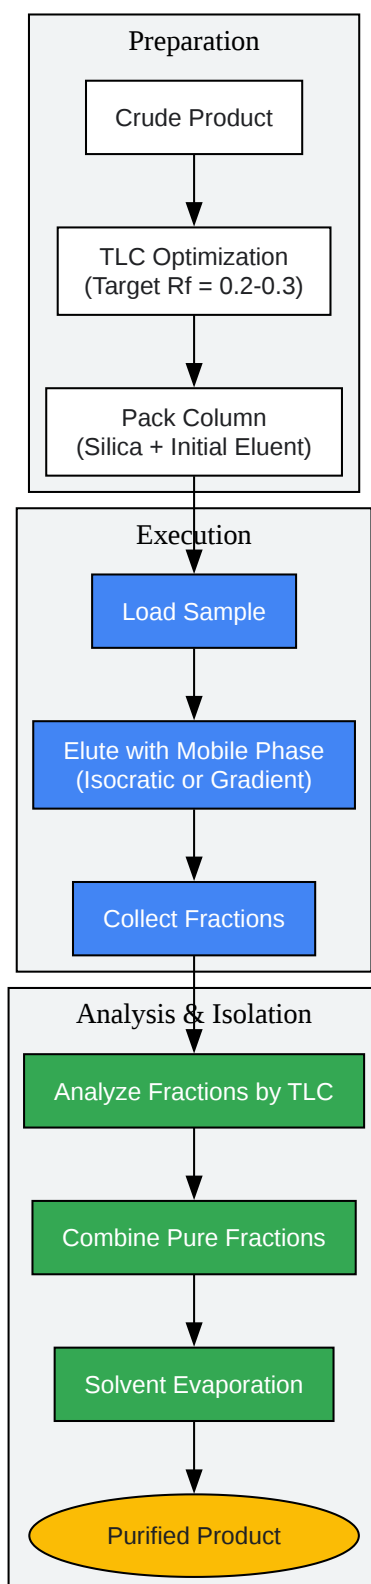 Preparation
Crude Product
TLC Optimization
(Target Rf = 0.2-0.3)
Pack Column
(Silica + Initial Eluent)
Execution
Load Sample
Elute with Mobile Phase
(Isocratic or Gradient)
Collect Fractions
Analysis & Isolation
Analyze Fractions by TLC
Combine Pure Fractions
Solvent Evaporation
Purified Product